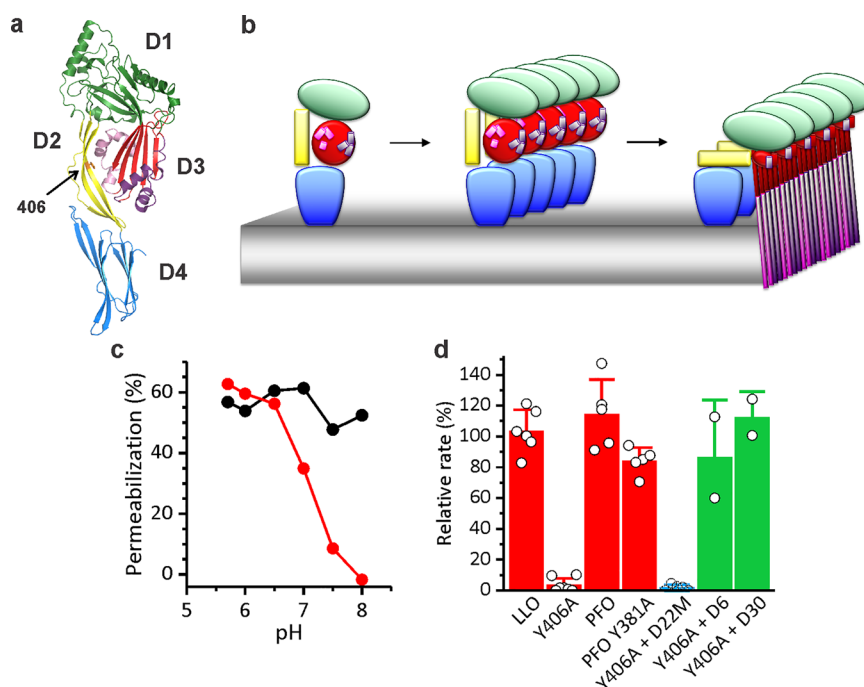 a
D1
D2
D3
406
D4
b
c
Permeabilization (%)
60
40
20
0
5
6
7
8
pH
d
Relative rate (%)
140
120
100
80
60
40
20
0
LLO
Y406A
PFO
PFO Y381A
Y406A + D22M
Y406A + D6
Y406A + D30